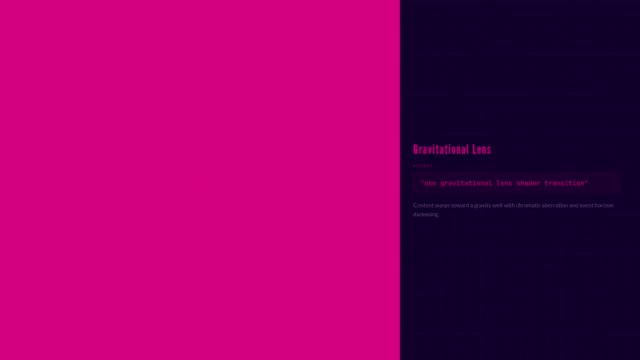 Gravitational Lens
"use gravitational lens shader transition"
Content warps toward a gravity well with chromatic aberration and event horizon
darkening.